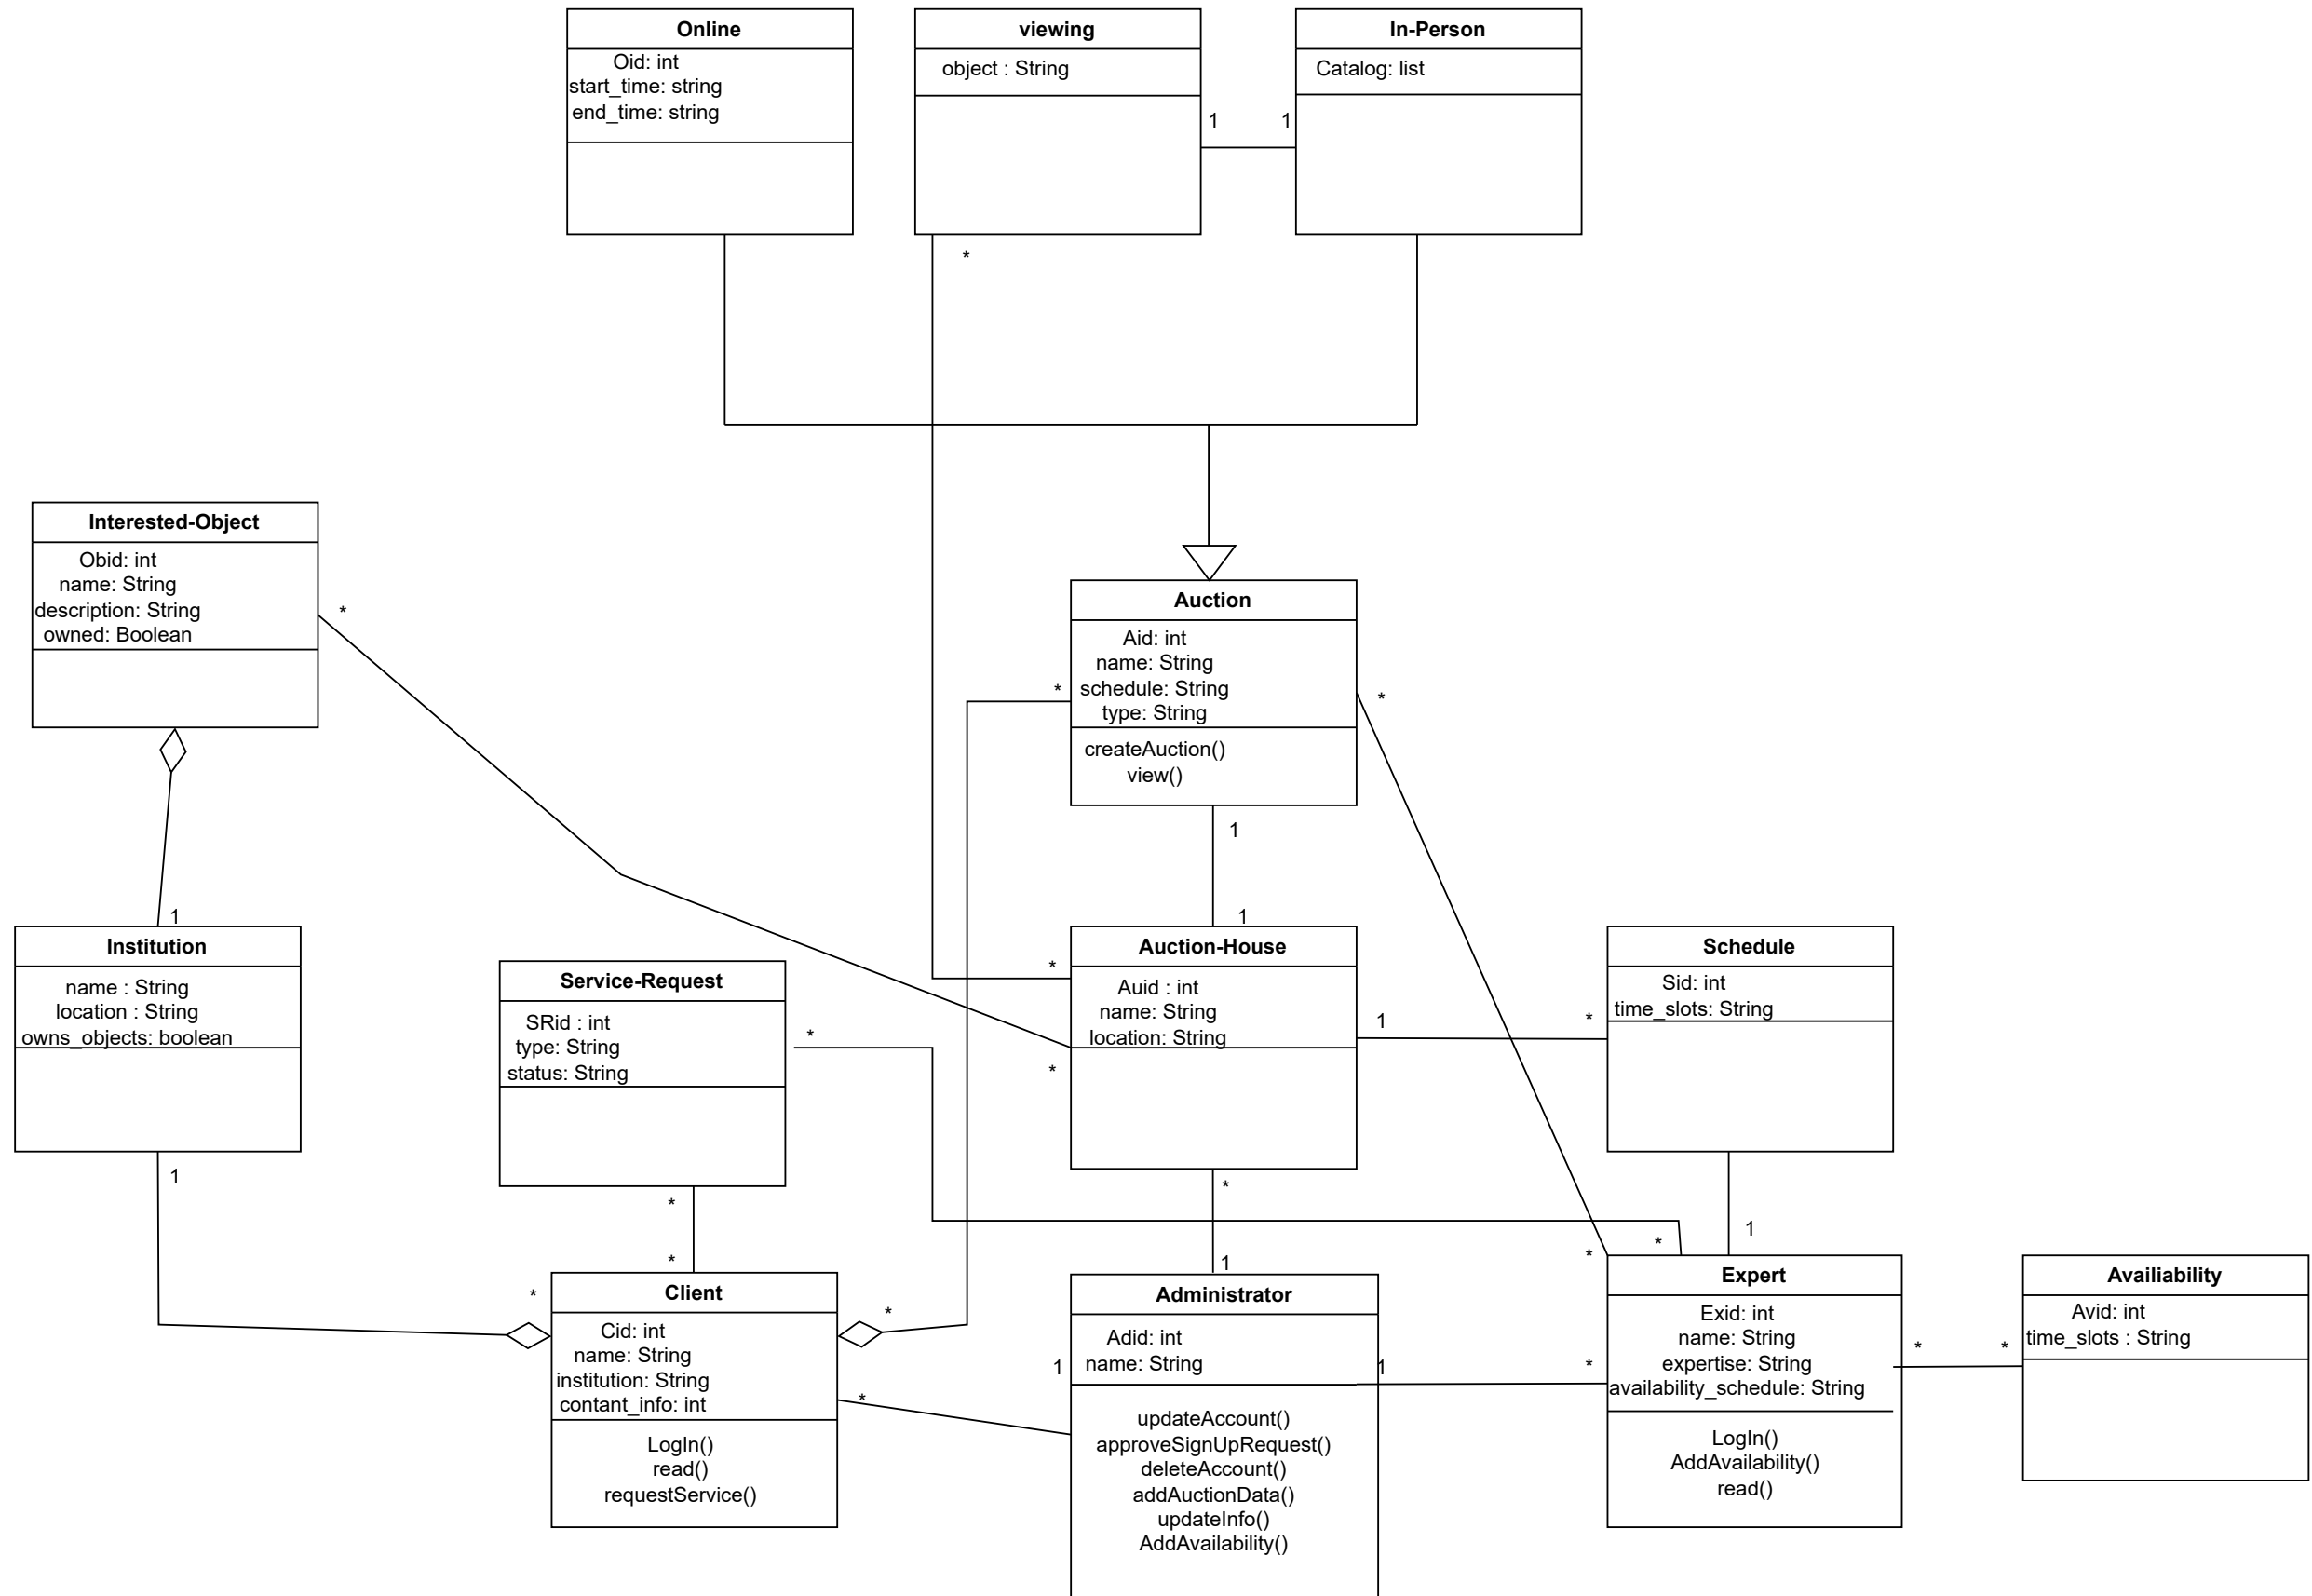 Online
Oid: int
start_time: string
end_time: string
viewing
object : String
In-Person
Catalog: list
1
1
*
Interested-Object
Obid: int
name: String
description: String
owned: Boolean
*
Auction
Aid: int
name: String
schedule: String
type: String
createAuction()
view()
*
*
1
1
1
Institution
name : String
location : String
owns_objects: boolean
1
Service-Request
SRid : int
type: String
status: String
*
*
Auction-House
Auid : int
name: String
location: String
*
*
*
1
*
Schedule
Sid: int
time_slots: String
1
*
*
Client
Cid: int
name: String
institution: String
contant_info: int
LogIn()
read()
requestService()
*
*
*
1
1
Administrator
Adid: int
name: String
updateAccount()
approveSignUpRequest()
deleteAccount()
addAuctionData()
updateInfo()
AddAvailability()
1
*
*
*
Expert
Exid: int
name: String
expertise: String
availability_schedule: String
LogIn()
AddAvailability()
read()
*
*
Availiability
Avid: int
time_slots : String